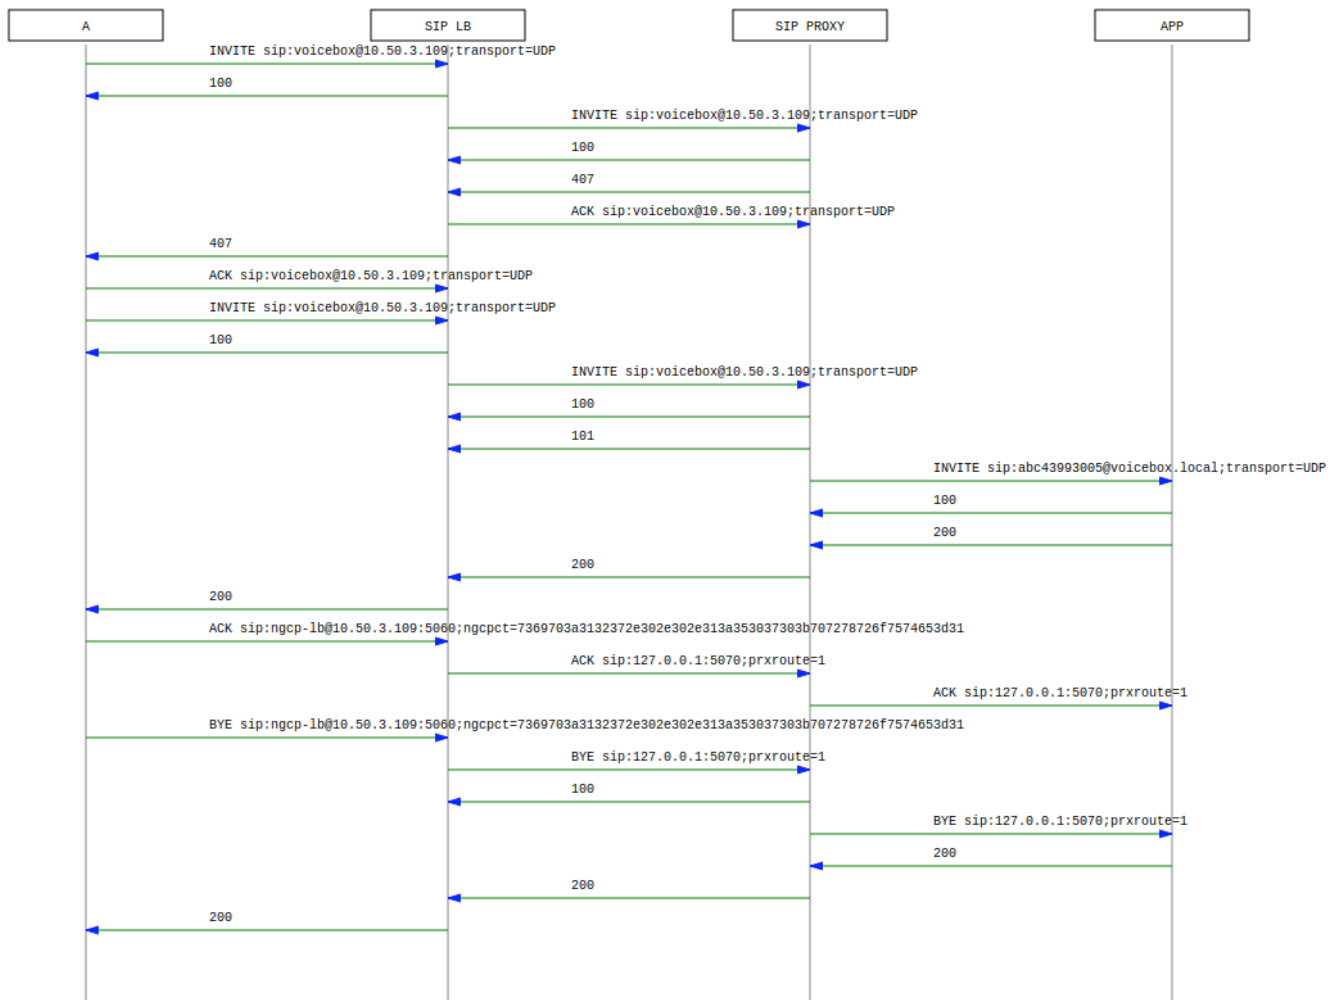 A
SIP LB
SIP PROXY
APP
INVITE sip:voicebox@10.50.3.109;transport=UDP
100
INVITE sip:voicebox@10.50.3.109;transport=UDP
100
407
ACK sip:voicebox@10.50.3.109;transport=UDP
407
ACK sip:voicebox@10.50.3.109;transport=UDP
INVITE sip:voicebox@10.50.3.109;transport=UDP
100
INVITE sip:voicebox@10.50.3.109;transport=UDP
100
101
INVITE sip:abc43993005@voicebox.local;transport=UDP
100
200
200
200
ACK sip:ngcp-lb@10.50.3.109:5060;ngcpct=7369703a3132372e302e302e313a353037303b707278726f7574653d31
ACK sip:127.0.0.1:5070;prxroute=1
ACK sip:127.0.0.1:5070;prxroute=1
BYE sip:ngcp-lb@10.50.3.109:5060;ngcpct=7369703a3132372e302e302e313a353037303b707278726f7574653d31
BYE sip:127.0.0.1:5070;prxroute=1
100
BYE sip:127.0.0.1:5070;prxroute=1
200
200
200